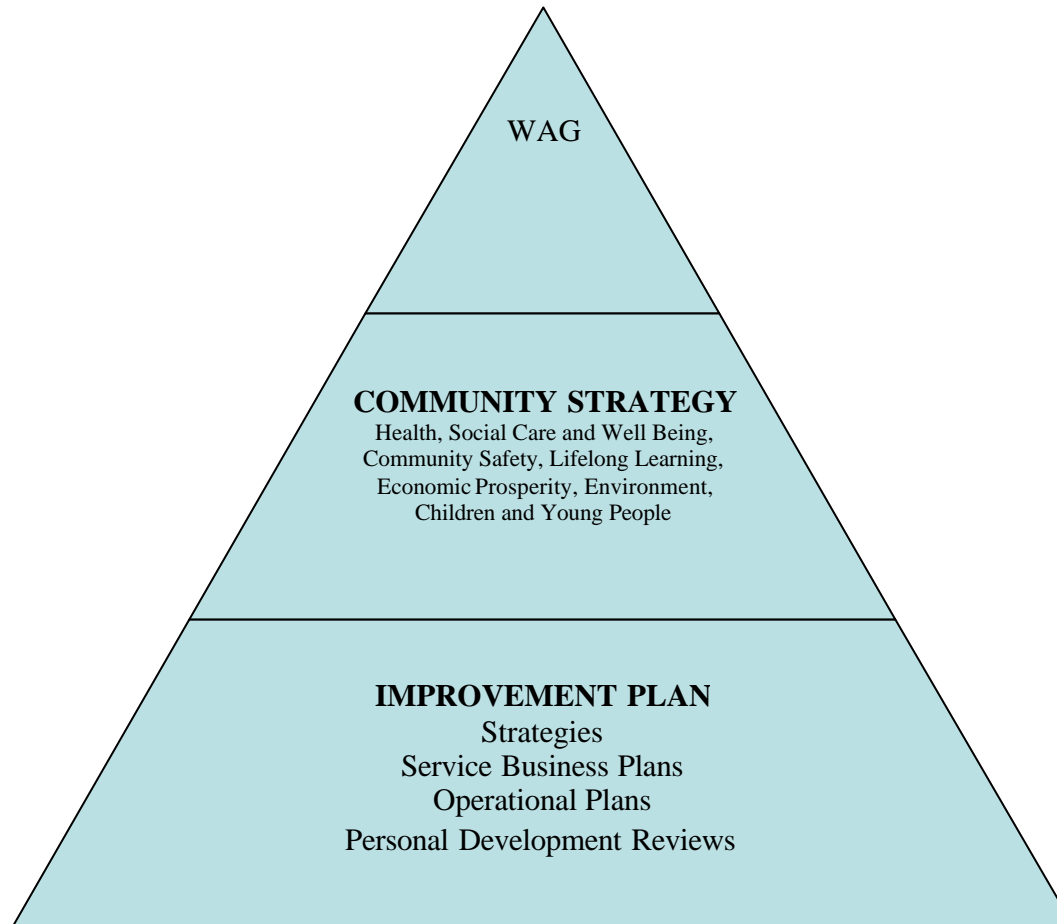 WAG
COMMUNITY STRATEGY
Health, Social Care and Well Being,
Community Safety, Lifelong Learning,
Economic Prosperity, Environment,
Children and Young People
IMPROVEMENT PLAN
Strategies
Service Business Plans
Operational Plans
Personal Development Reviews